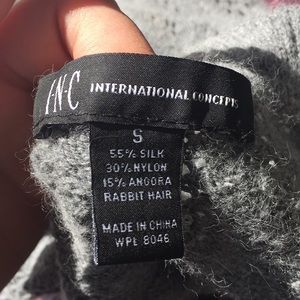 I·N·C INTERNATIONAL CONCEPTS
S
55% SILK
30% NYLON
15% ANGORA
RABBIT HAIR
MADE IN CHINA
WPL 8046